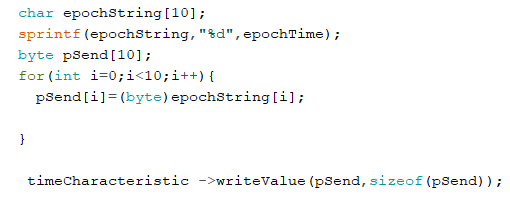 char epochString[10];
sprintf(epochString,"%d",epochTime);
byte pSend[10];
for(int i=0;i<10;i++){
pSend[i]=(byte)epochString[i];
}
timeCharacteristic ->writeValue(pSend,sizeof(pSend));